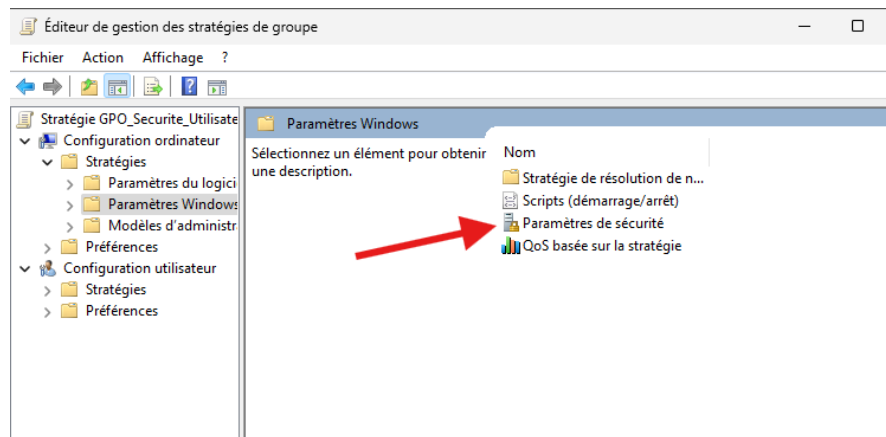 Éditeur de gestion des stratégies de groupe
Fichier Action Affichage ?
Stratégie GPO_Securite_Utilisate
Configuration ordinateur
Stratégies
Paramètres du logici
Paramètres Windows
Modèles d'administr
Préférences
Configuration utilisateur
Stratégies
Préférences
Paramètres Windows
Sélectionnez un élément pour obtenir
une description.
Nom
Stratégie de résolution de n...
Scripts (démarrage/arrêt)
Paramètres de sécurité
QoS basée sur la stratégie